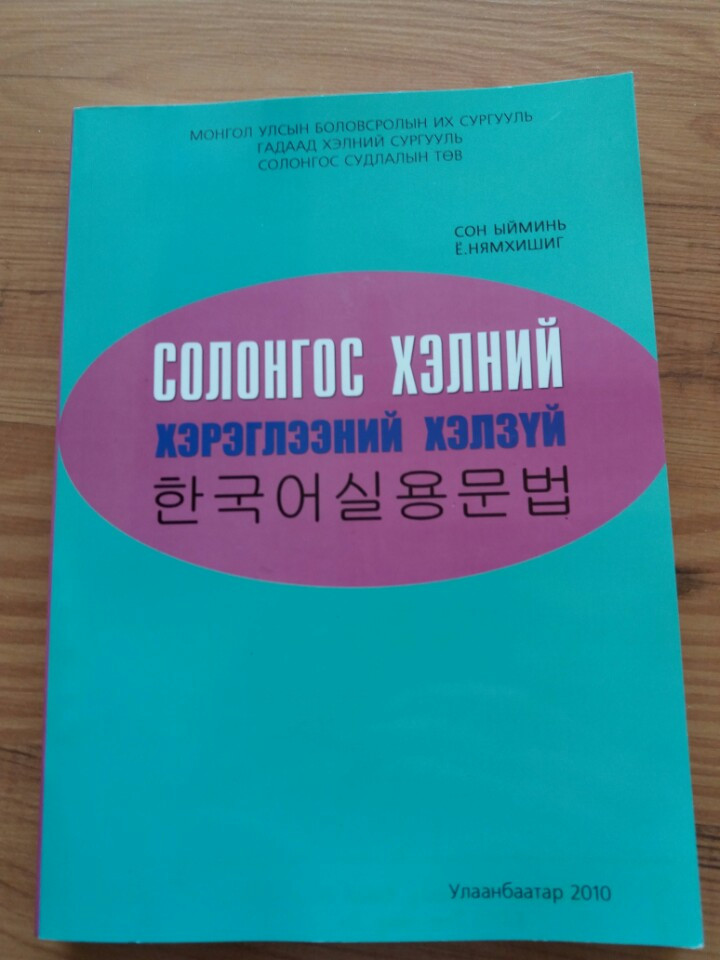 МОНГОЛ УЛСЫН БОЛОВСРОЛЫН ИХ СУРГУУЛЬ
ГАДААД ХЭЛНИЙ СУРГУУЛЬ
СОЛОНГОС СУДЛАЛЫН ТӨВ
СОН ЫЙМИНЬ
Ё.НЯМХИШИГ
СОЛОНГОС ХЭЛНИЙ
ХЭРЭГЛЭЭНИЙ ХЭЛЗҮЙ
한국어실용문법
Улаанбаатар 2010